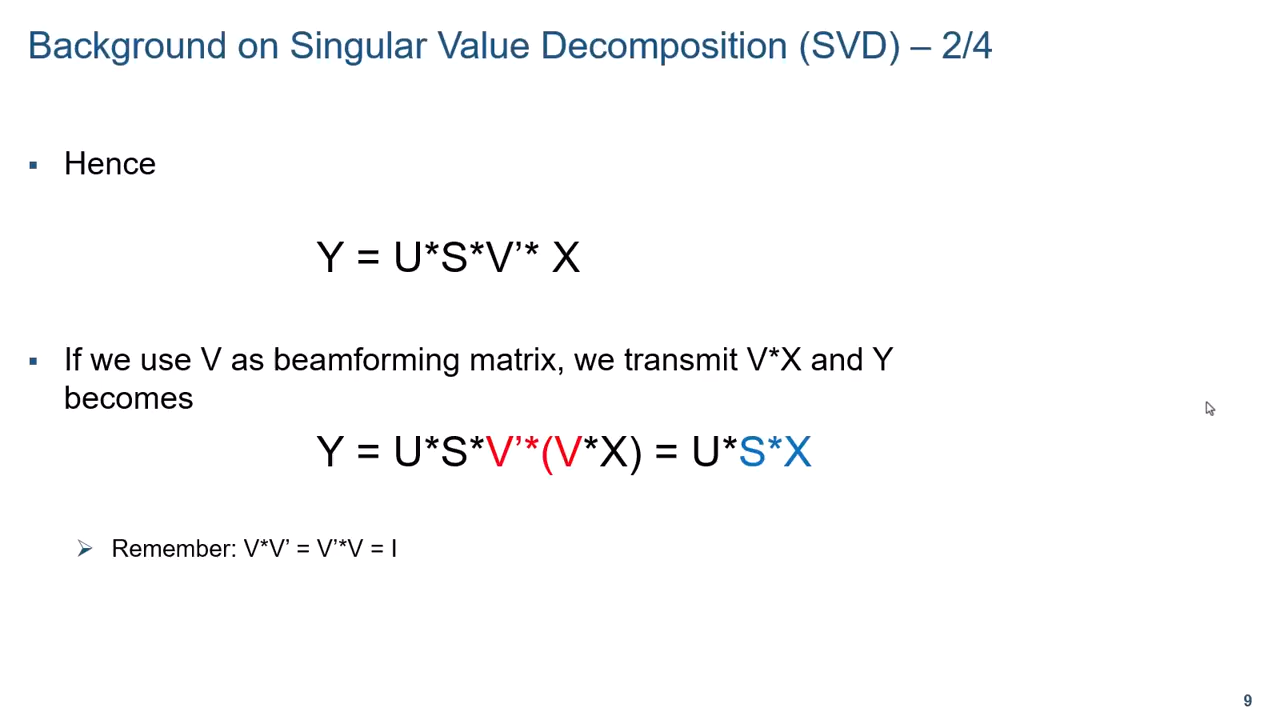 Background on Singular Value Decomposition (SVD) – 2/4
▪ Hence
Y = U*S*V’* X
▪ If we use V as beamforming matrix, we transmit V*X and Y
becomes
Y = U*S*V’*(V*X) = U*S*X
➢ Remember: V*V’ = V’*V = I
9